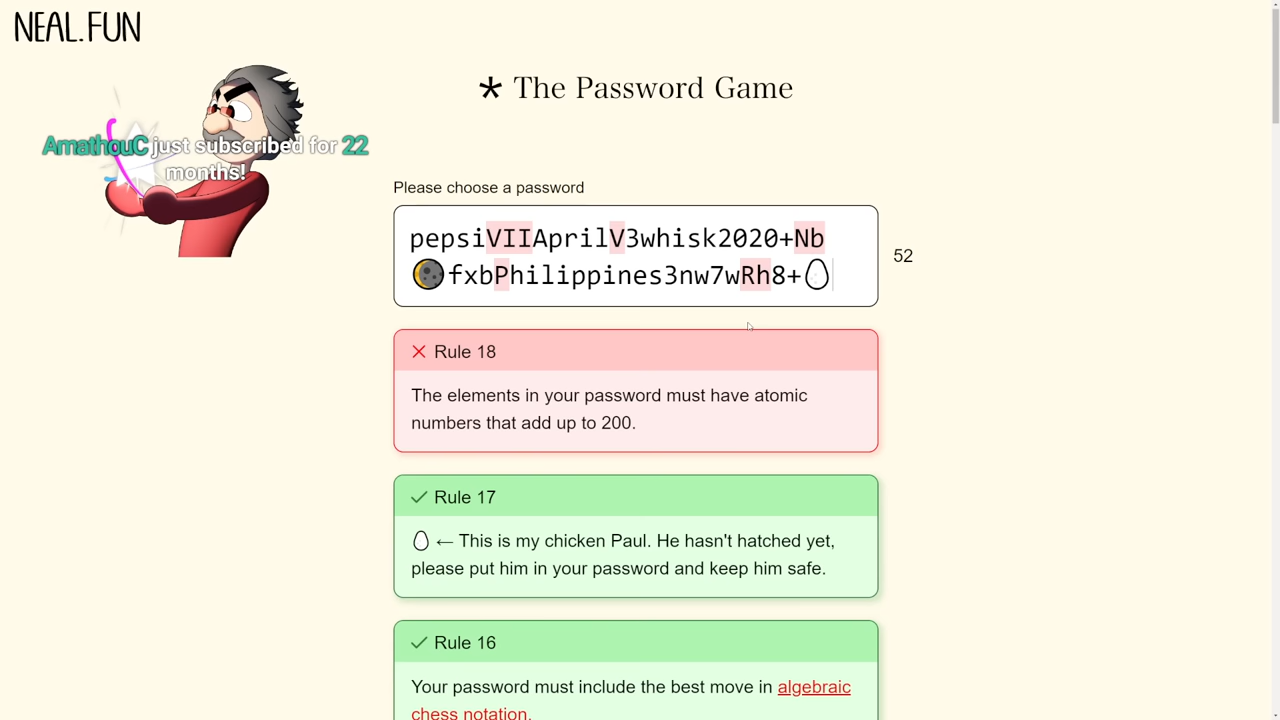 NEAL.FUN
* The Password Game
AmathouC just subscribed for 22
months!
Please choose a password
pepsiVIIAprilV3whisk2020+Nb
🌘fxbPhilippines3nw7wRh8+🥚
52
Rule 18
The elements in your password must have atomic
numbers that add up to 200.
Rule 17
🥚 ← This is my chicken Paul. He hasn't hatched yet,
please put him in your password and keep him safe.
Rule 16
Your password must include the best move in algebraic
chess notation.